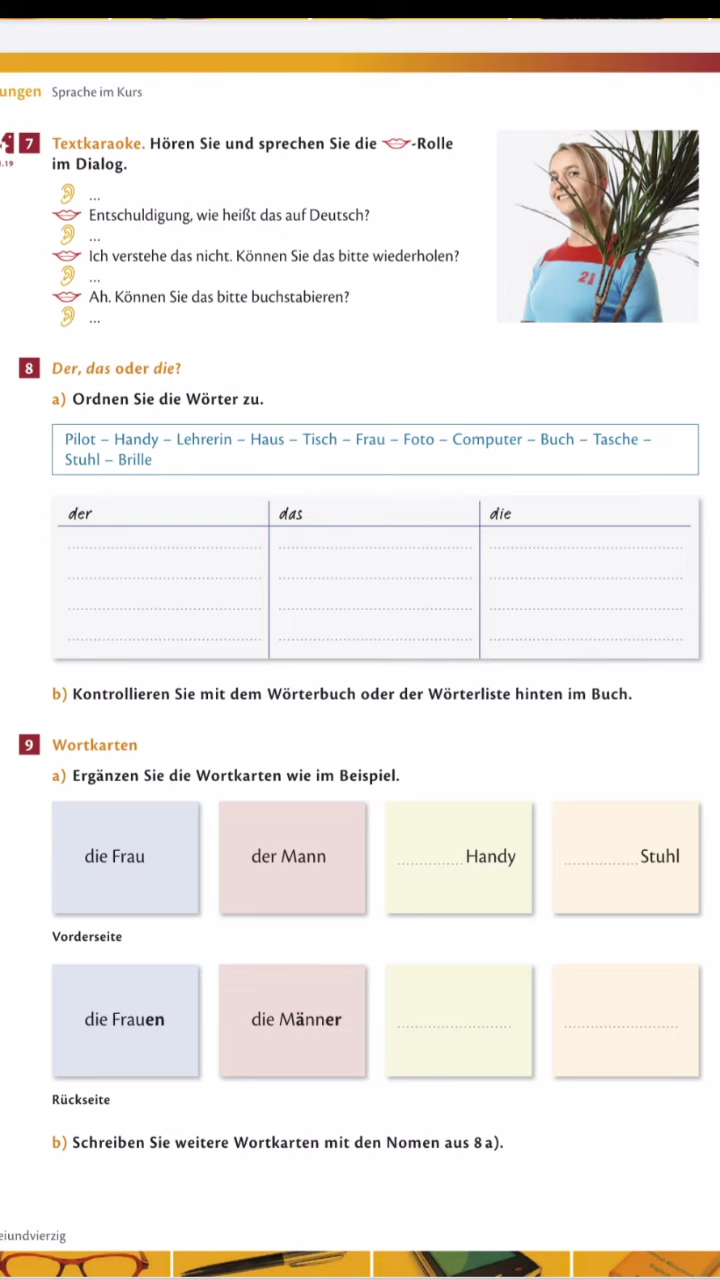 ungen Sprache im Kurs
7 Textkaraoke. Hören Sie und sprechen Sie die -Rolle
1.19 im Dialog.
...
Entschuldigung, wie heißt das auf Deutsch?
...
Ich verstehe das nicht. Können Sie das bitte wiederholen?
...
Ah. Können Sie das bitte buchstabieren?
...
21
8 Der, das oder die?
a) Ordnen Sie die Wörter zu.
Pilot – Handy – Lehrerin – Haus – Tisch – Frau – Foto – Computer – Buch – Tasche –
Stuhl – Brille
der das die
b) Kontrollieren Sie mit dem Wörterbuch oder der Wörterliste hinten im Buch.
9 Wortkarten
a) Ergänzen Sie die Wortkarten wie im Beispiel.
die Frau der Mann ............ Handy ............ Stuhl
Vorderseite
die Frauen die Männer
Rückseite
b) Schreiben Sie weitere Wortkarten mit den Nomen aus 8 a).
eiundvierzig